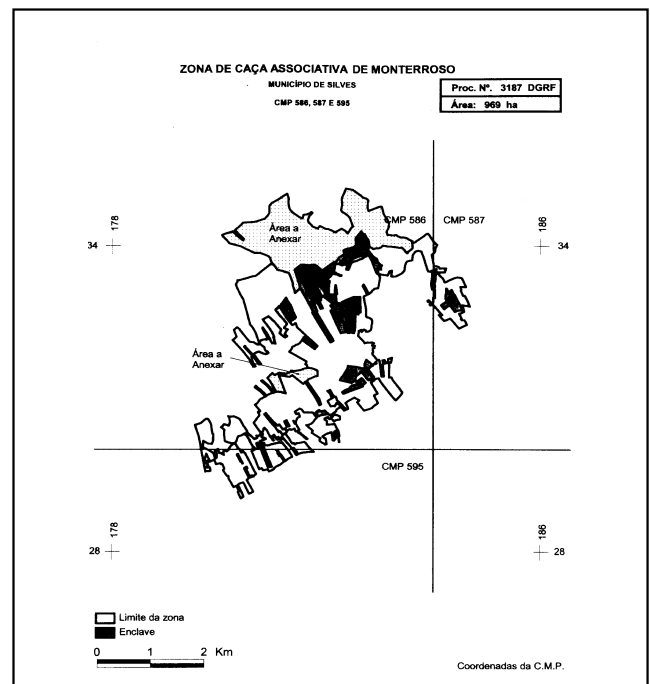 ZONA DE CAÇA ASSOCIATIVA DE MONTERROSO
MUNICÍPIO DE SILVES
CMP 586, 587 E 595
Proc. Nº. 3187 DGRF
Área: 969 ha
178
186
CMP 586
CMP 587
34
34
Área a
Anexar
Área a
Anexar
CMP 595
178
186
28
28
Limite da zona
Enclave
0 1 2 Km
Coordenadas da C.M.P.